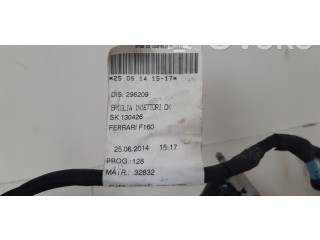 *25.06.14 15-17*
DIS: 296209
GRIGLIA INIETTORI DX
SK 130426
FERRARI F160
25.06.2014 15.17
PROG.: 128
MATR.: 32832